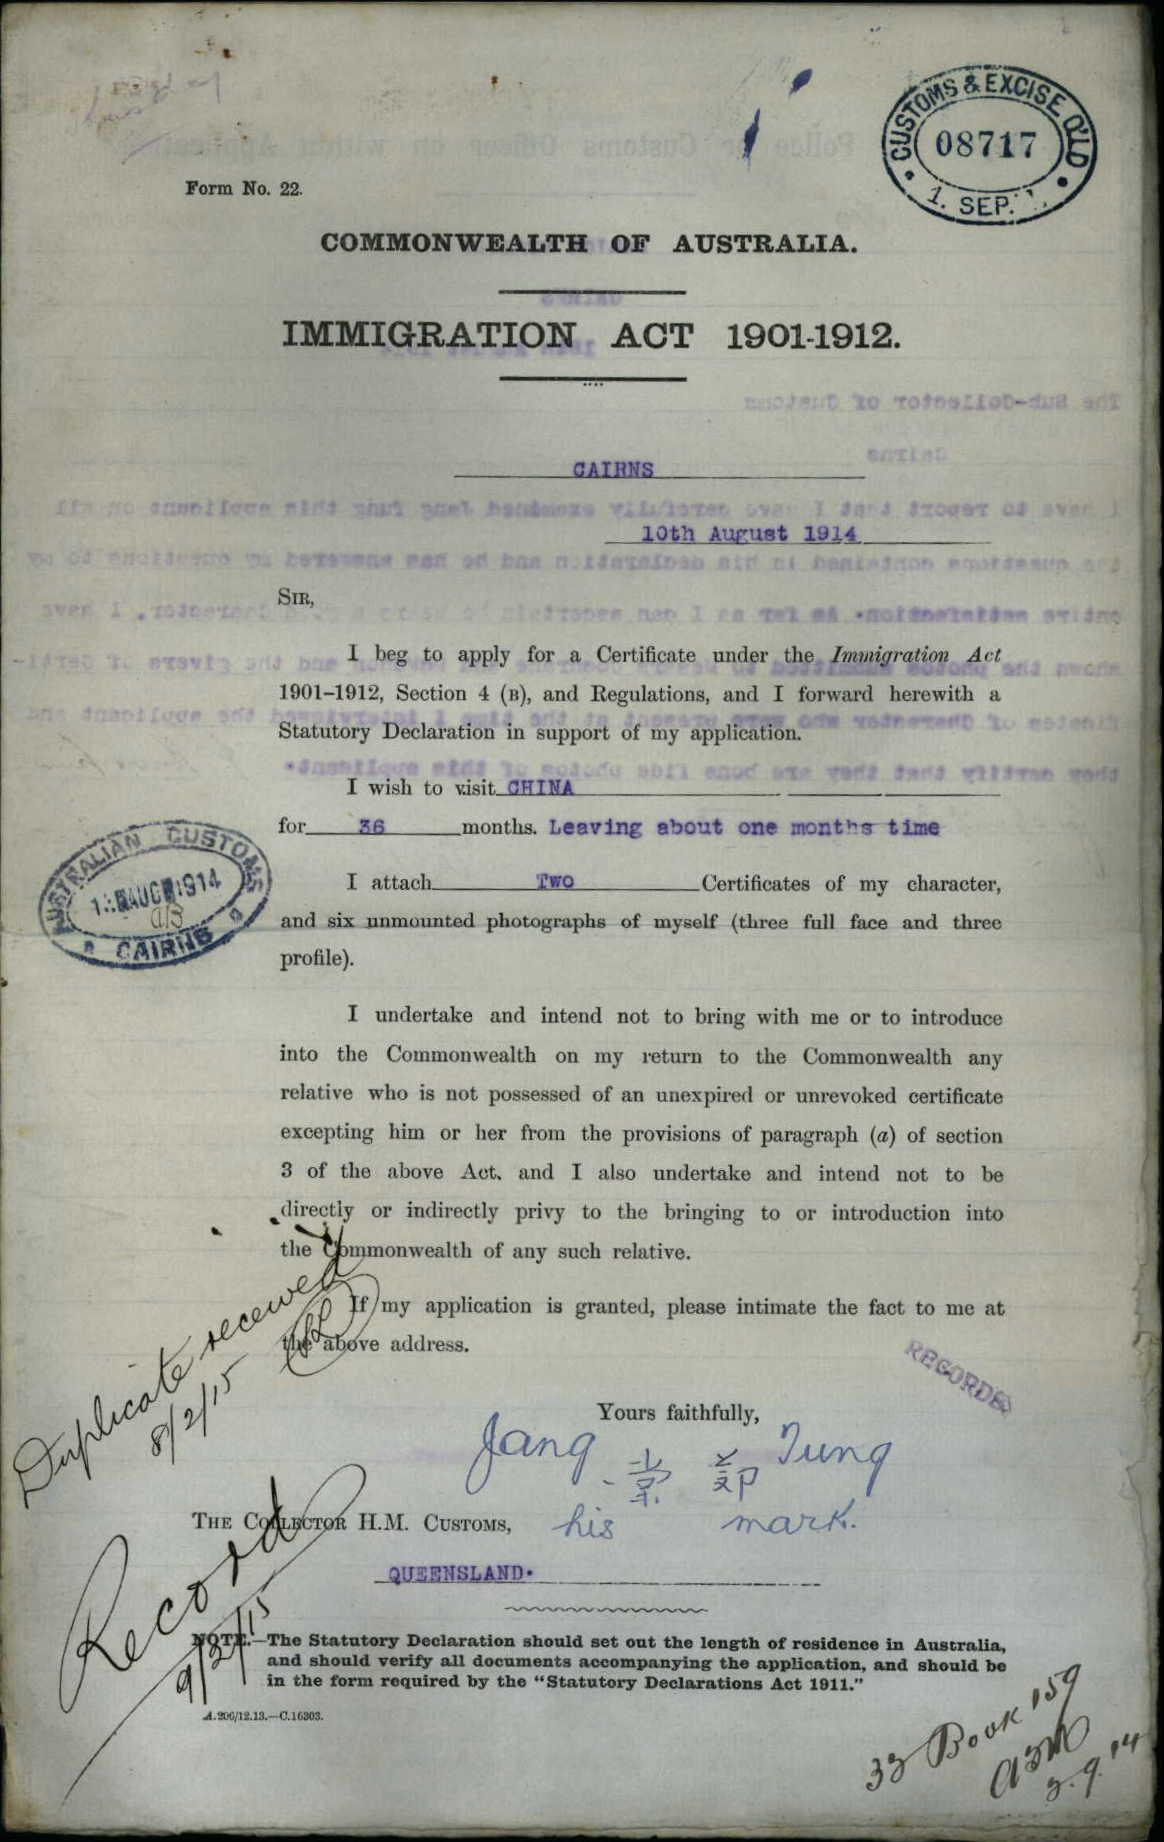 CUSTOMS & EXCISE Q'LD
08717
1. SEP.
Form No. 22.
COMMONWEALTH OF AUSTRALIA.
IMMIGRATION ACT 1901-1912.
CAIRNS
10th August 1914
SIR,
I beg to apply for a Certificate under the Immigration Act
1901–1912, Section 4 (B), and Regulations, and I forward herewith a
Statutory Declaration in support of my application.
I wish to visit CHINA
for 36 months. Leaving about one months time
AUSTRALIAN CUSTOMS
AUG 1914
CAIRNS
I attach Two Certificates of my character,
and six unmounted photographs of myself (three full face and three
profile).
I undertake and intend not to bring with me or to introduce
into the Commonwealth on my return to the Commonwealth any
relative who is not possessed of an unexpired or unrevoked certificate
excepting him or her from the provisions of paragraph (a) of section
3 of the above Act, and I also undertake and intend not to be
directly or indirectly privy to the bringing to or introduction into
the Commonwealth of any such relative.
If my application is granted, please intimate the fact to me at
the above address.
Duplicate received
8/2/15
RECORDS
Yours faithfully,
Jang Tung
his mark.
THE COLLECTOR H.M. CUSTOMS,
QUEENSLAND.
Record
9/2/15
NOTE.—The Statutory Declaration should set out the length of residence in Australia,
and should verify all documents accompanying the application, and should be
in the form required by the "Statutory Declarations Act 1911."
A.206/12.13.—C.16303.
33 Book 159
3.9.14